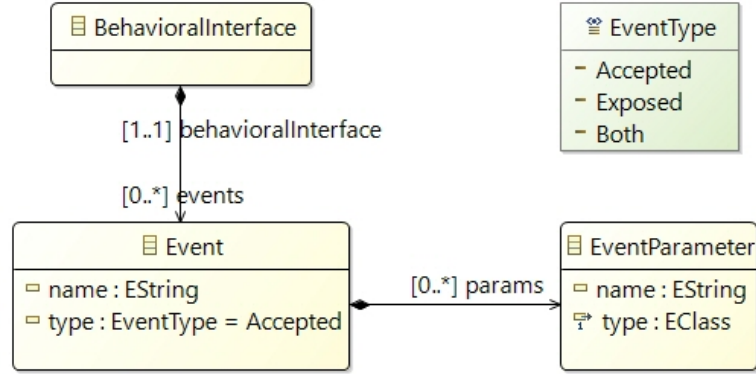 BehavioralInterface
EventType
Accepted
Exposed
Both
[1..1] behavioralInterface
[0..*] events
Event
name : EString
type : EventType = Accepted
[0..*] params
EventParameter
name : EString
type : EClass